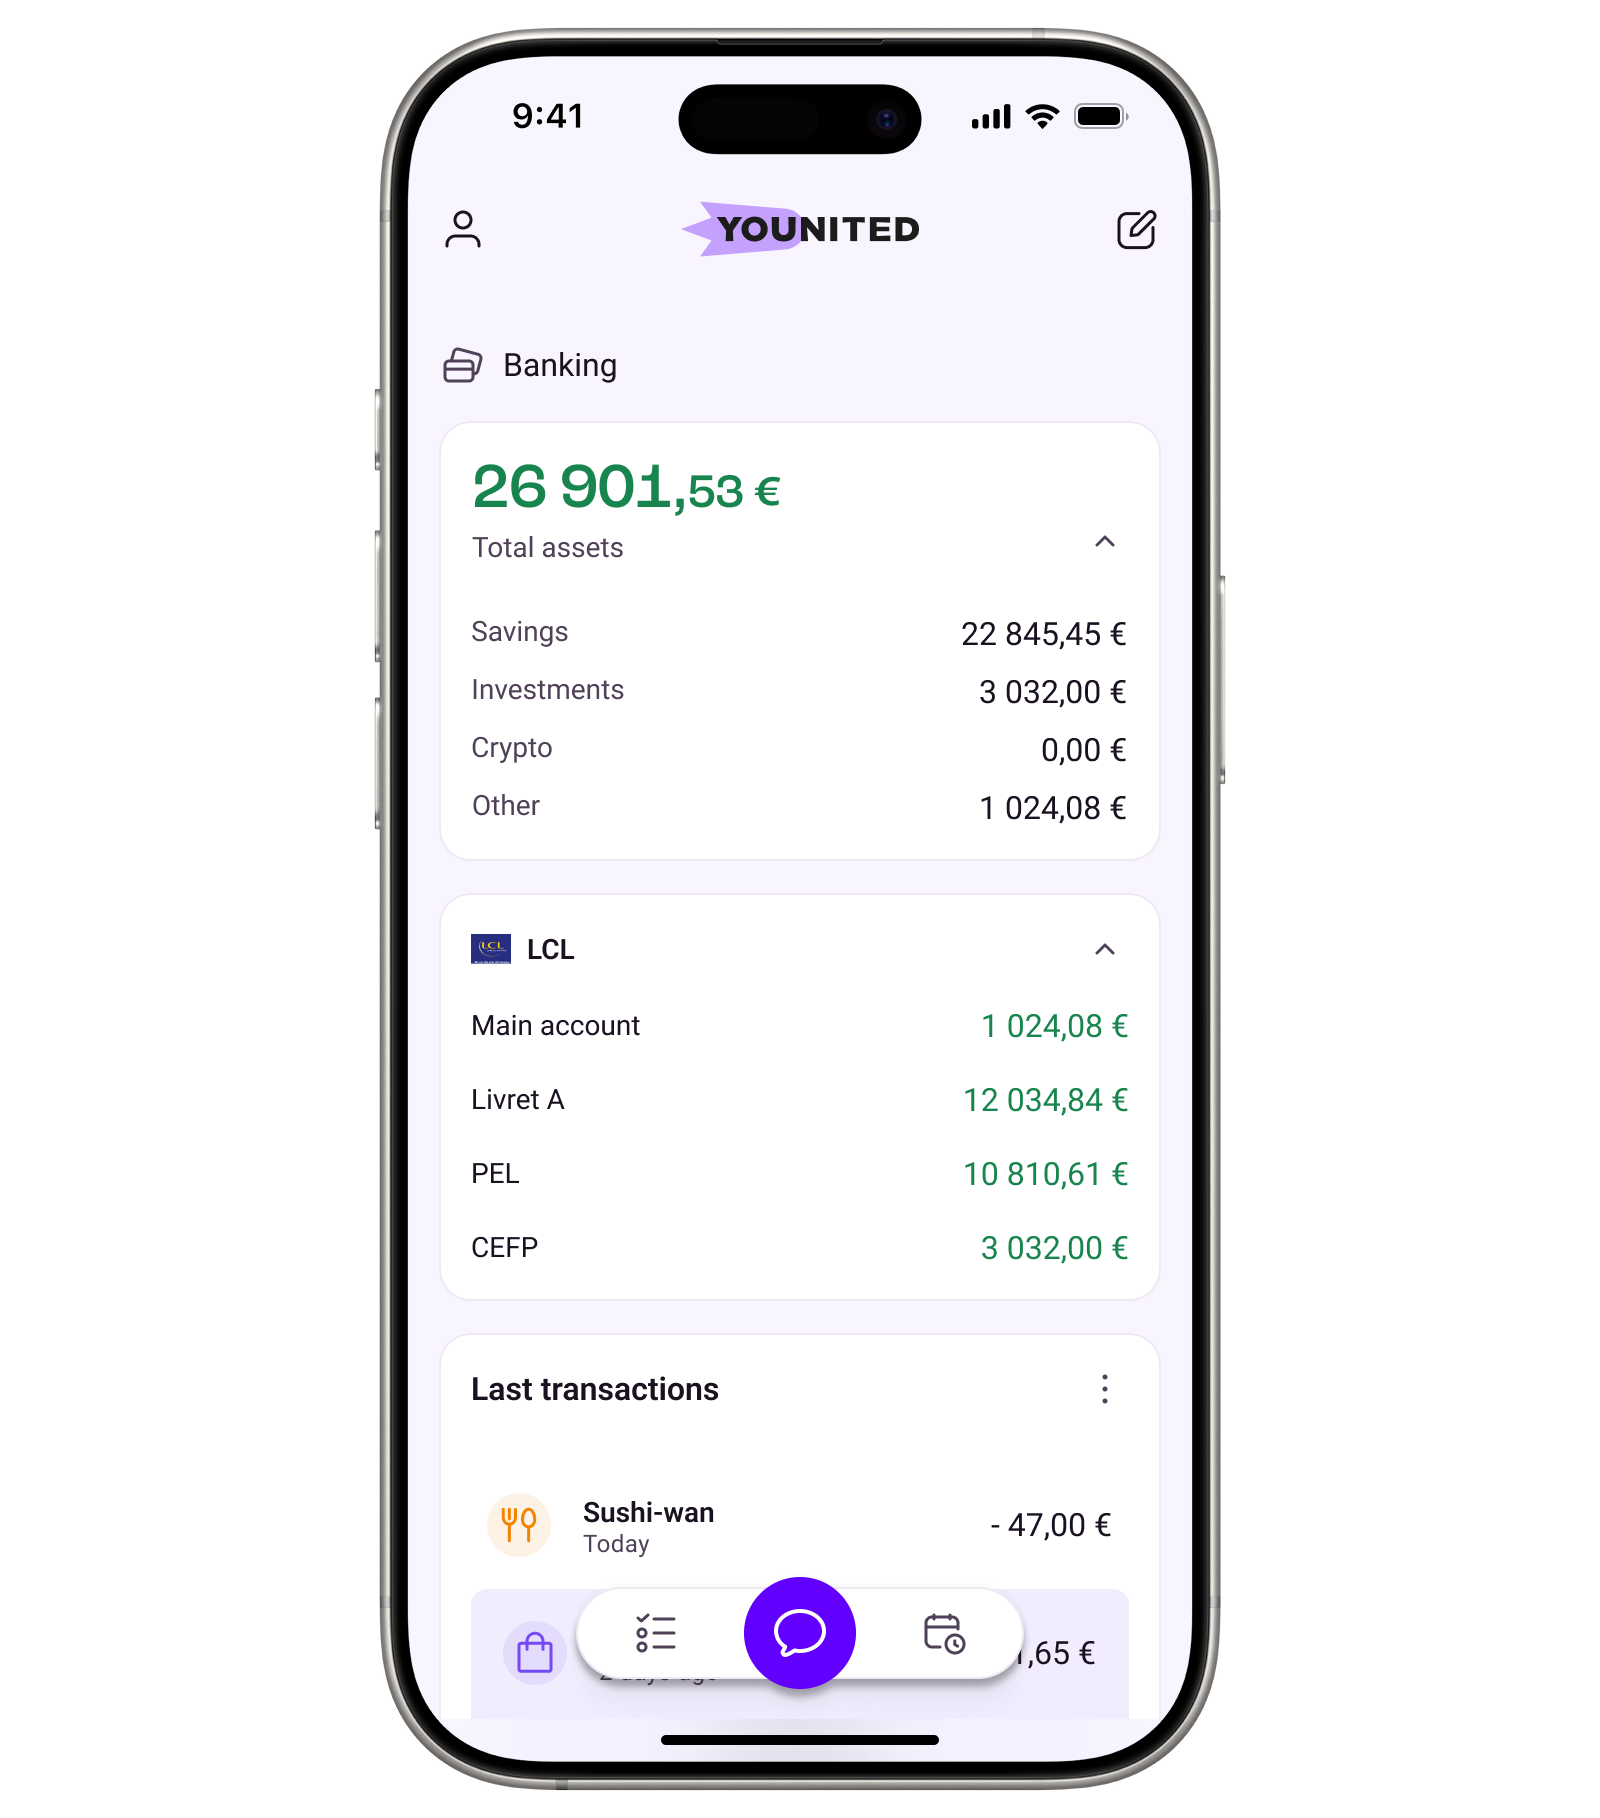 9:41
YOUNITED
Banking
26 901,53 €
Total assets
Savings 22 845,45 €
Investments 3 032,00 €
Crypto 0,00 €
Other 1 024,08 €
LCL LCL
Main account 1 024,08 €
Livret A 12 034,84 €
PEL 10 810,61 €
CEFP 3 032,00 €
Last transactions
Sushi-wan
Today
- 47,00 €
,65 €